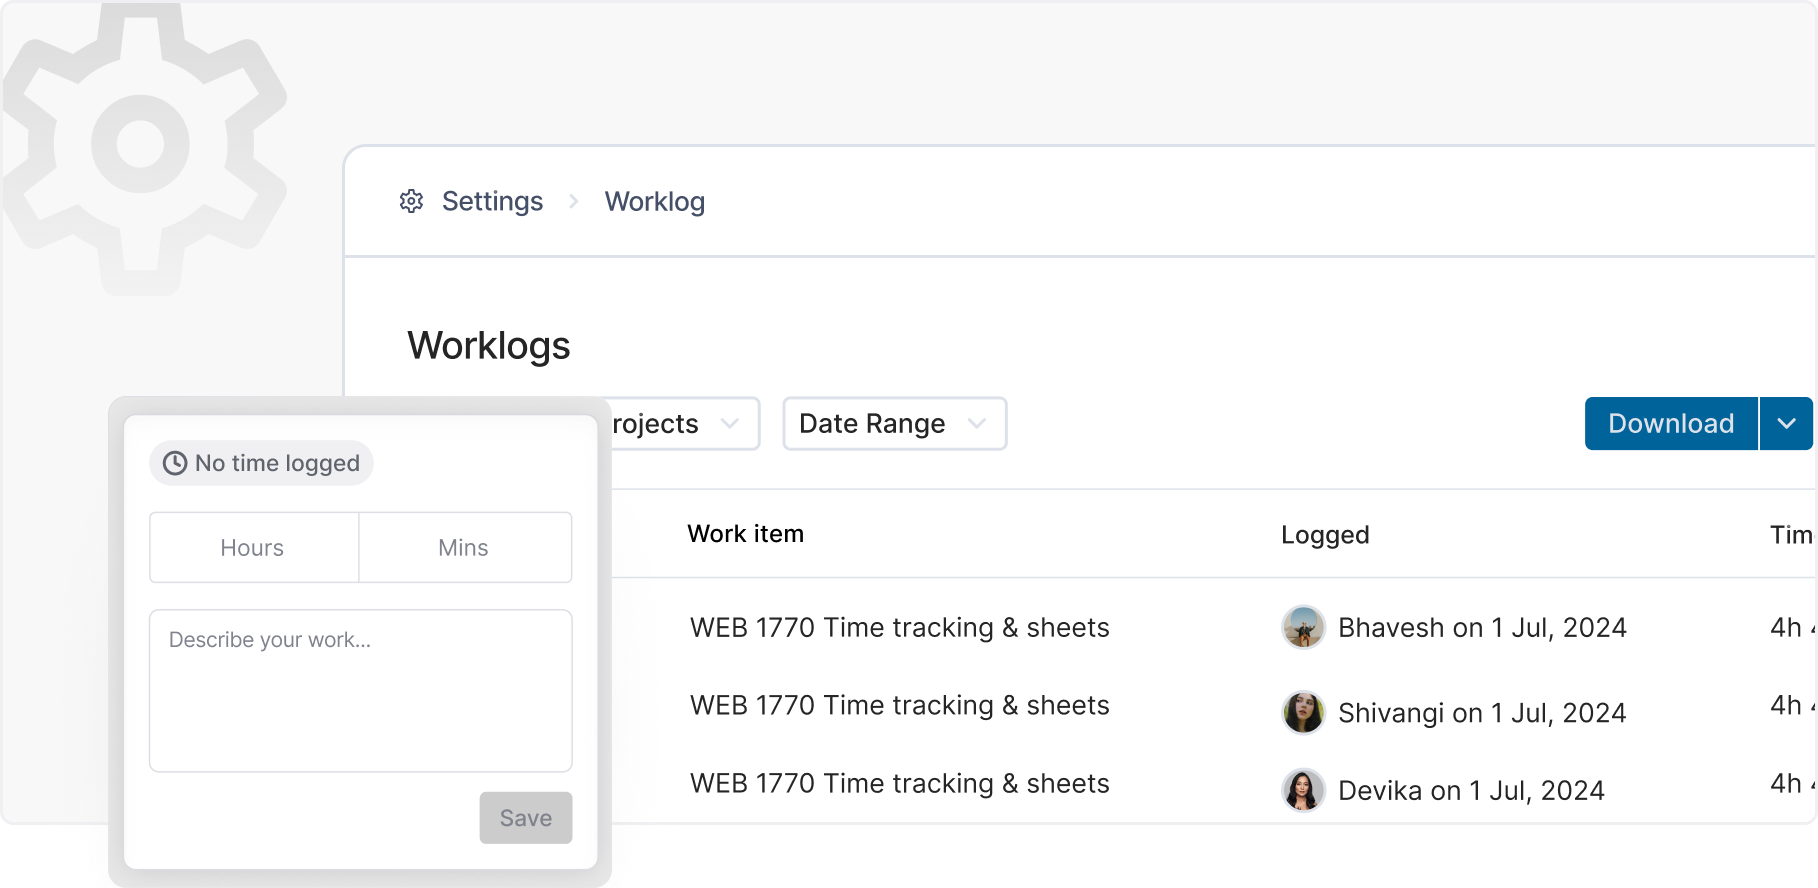 Settings
Worklog
Worklogs
rojects
Date Range
Download
No time logged
Hours
Mins
Describe your work...
Save
Work item
Logged
Tim
WEB 1770 Time tracking & sheets
Bhavesh on 1 Jul, 2024
4h
WEB 1770 Time tracking & sheets
Shivangi on 1 Jul, 2024
4h
WEB 1770 Time tracking & sheets
Devika on 1 Jul, 2024
4h